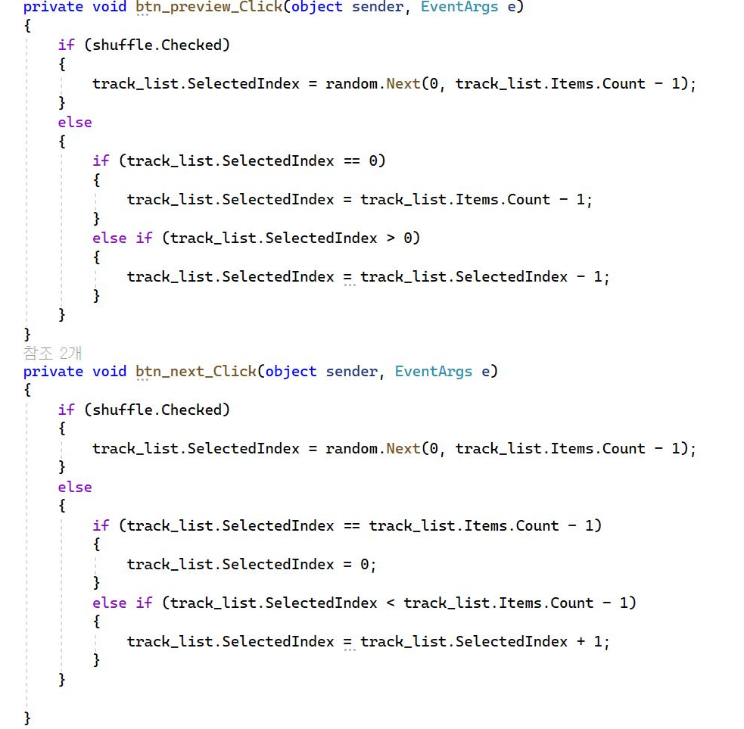 private void btn_preview_Click(object sender, EventArgs e)
{
if (shuffle.Checked)
{
track_list.SelectedIndex = random.Next(0, track_list.Items.Count - 1);
}
else
{
if (track_list.SelectedIndex == 0)
{
track_list.SelectedIndex = track_list.Items.Count - 1;
}
else if (track_list.SelectedIndex > 0)
{
track_list.SelectedIndex = track_list.SelectedIndex - 1;
}
}
}
참조 2개
private void btn_next_Click(object sender, EventArgs e)
{
if (shuffle.Checked)
{
track_list.SelectedIndex = random.Next(0, track_list.Items.Count - 1);
}
else
{
if (track_list.SelectedIndex == track_list.Items.Count - 1)
{
track_list.SelectedIndex = 0;
}
else if (track_list.SelectedIndex < track_list.Items.Count - 1)
{
track_list.SelectedIndex = track_list.SelectedIndex + 1;
}
}
}